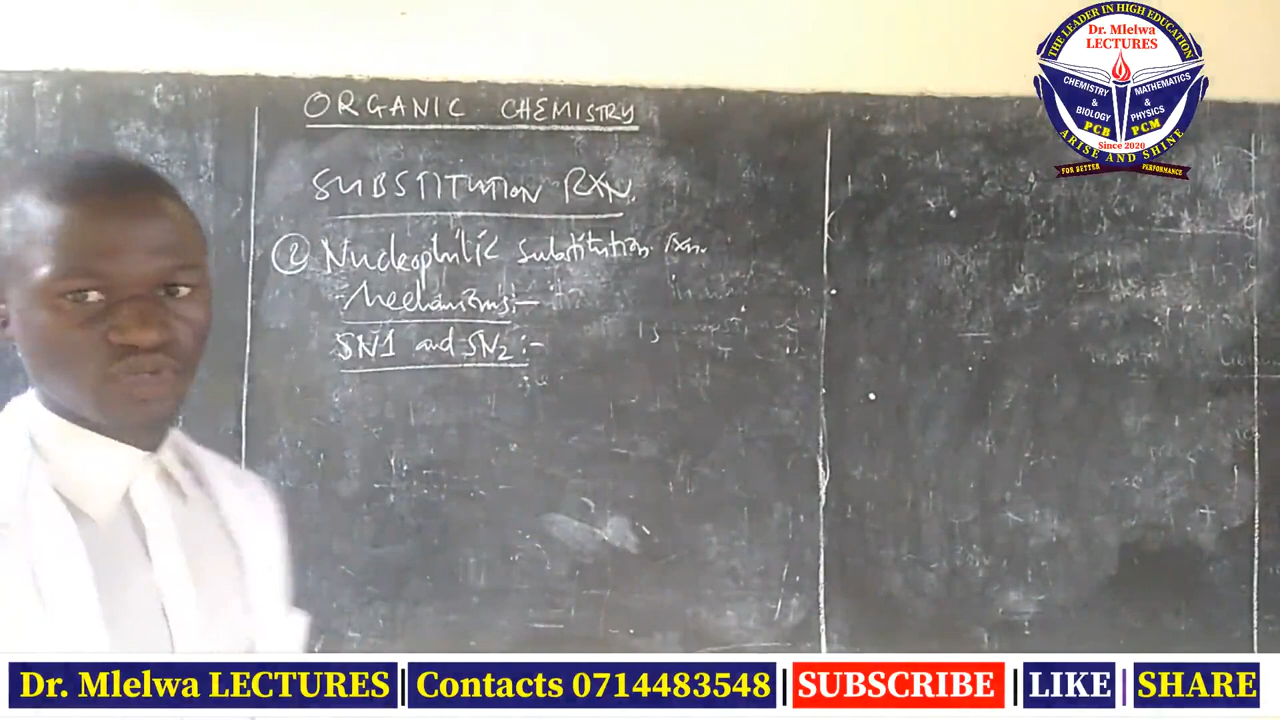 THE LEADER IN HIGH EDUCATION
Dr. Mlelwa
LECTURES
CHEMISTRY
&
BIOLOGY
PCB
MATHEMATICS
&
PHYSICS
PCM
Since 2020
ARISE AND SHINE
FOR BETTER PERFORMANCE
ORGANIC CHEMISTRY
SUBSTITUTION RXN.
② Nucleophilic substitution rxn.
-Mechanisms:-
SN1 and SN2:-
Dr. Mlelwa LECTURES | Contacts 0714483548 | SUBSCRIBE | LIKE | SHARE